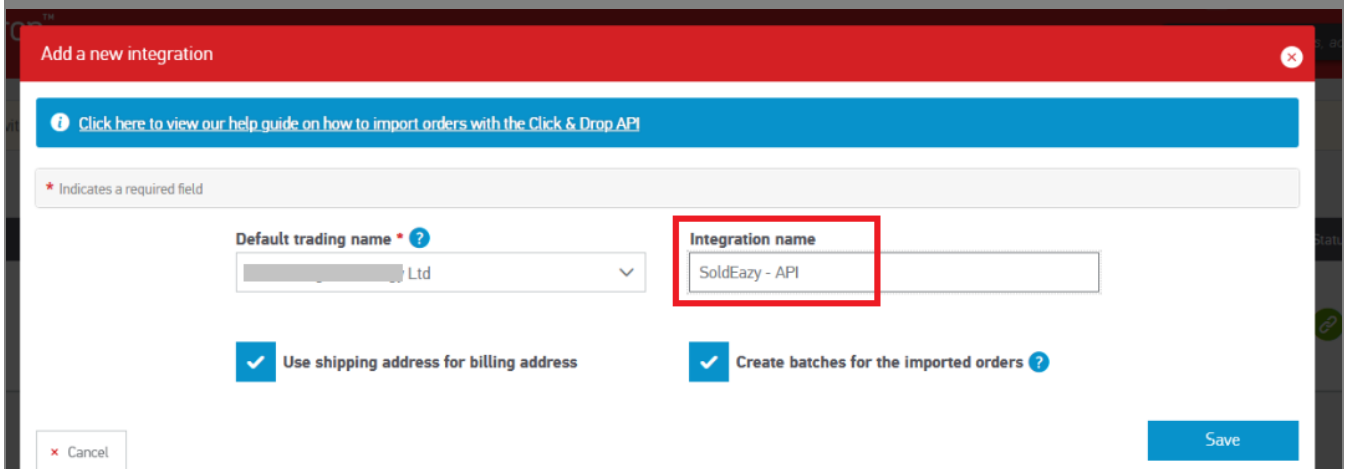 Add a new integration
Click here to view our help guide on how to import orders with the Click & Drop API
* Indicates a required field
Default trading name * ?
Integration name
Ltd
SoldEazy - API
Use shipping address for billing address
Create batches for the imported orders ?
× Cancel
Save